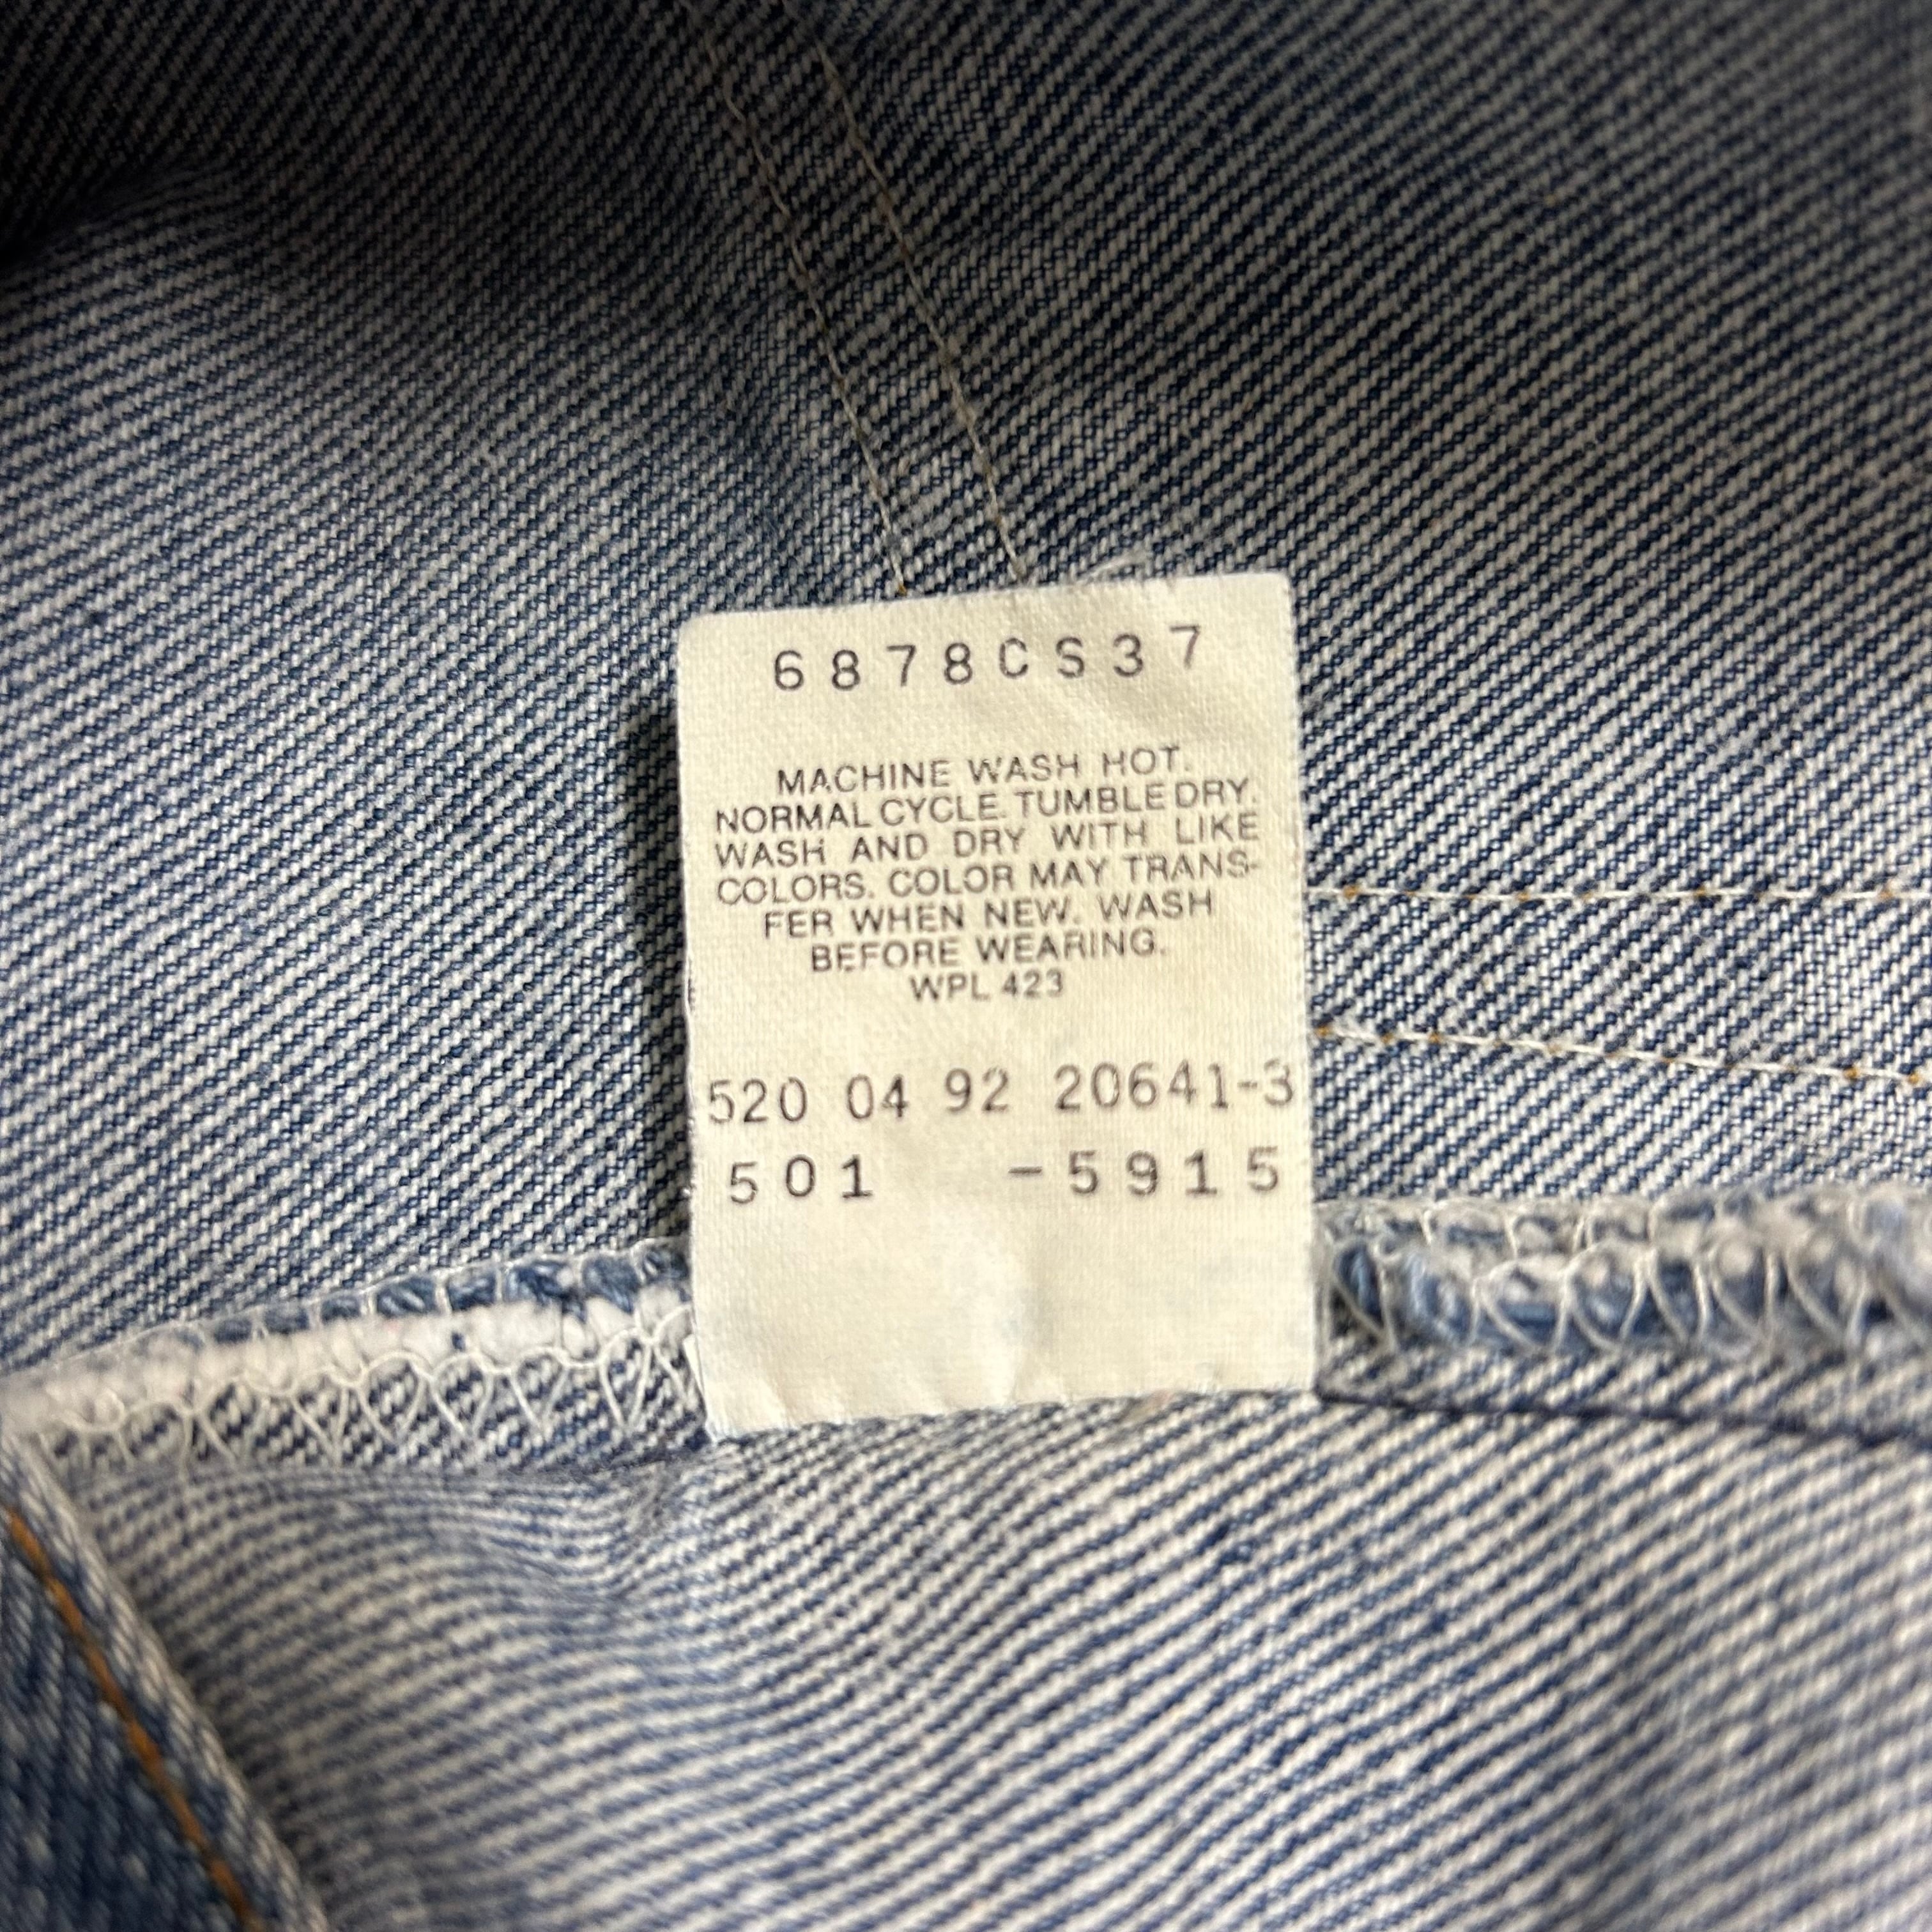 6878CS37
MACHINE WASH HOT.
NORMAL CYCLE. TUMBLE DRY.
WASH AND DRY WITH LIKE
COLORS. COLOR MAY TRANS-
FER WHEN NEW. WASH
BEFORE WEARING.
WPL 423
520 04 92 20641-3
501 -5915